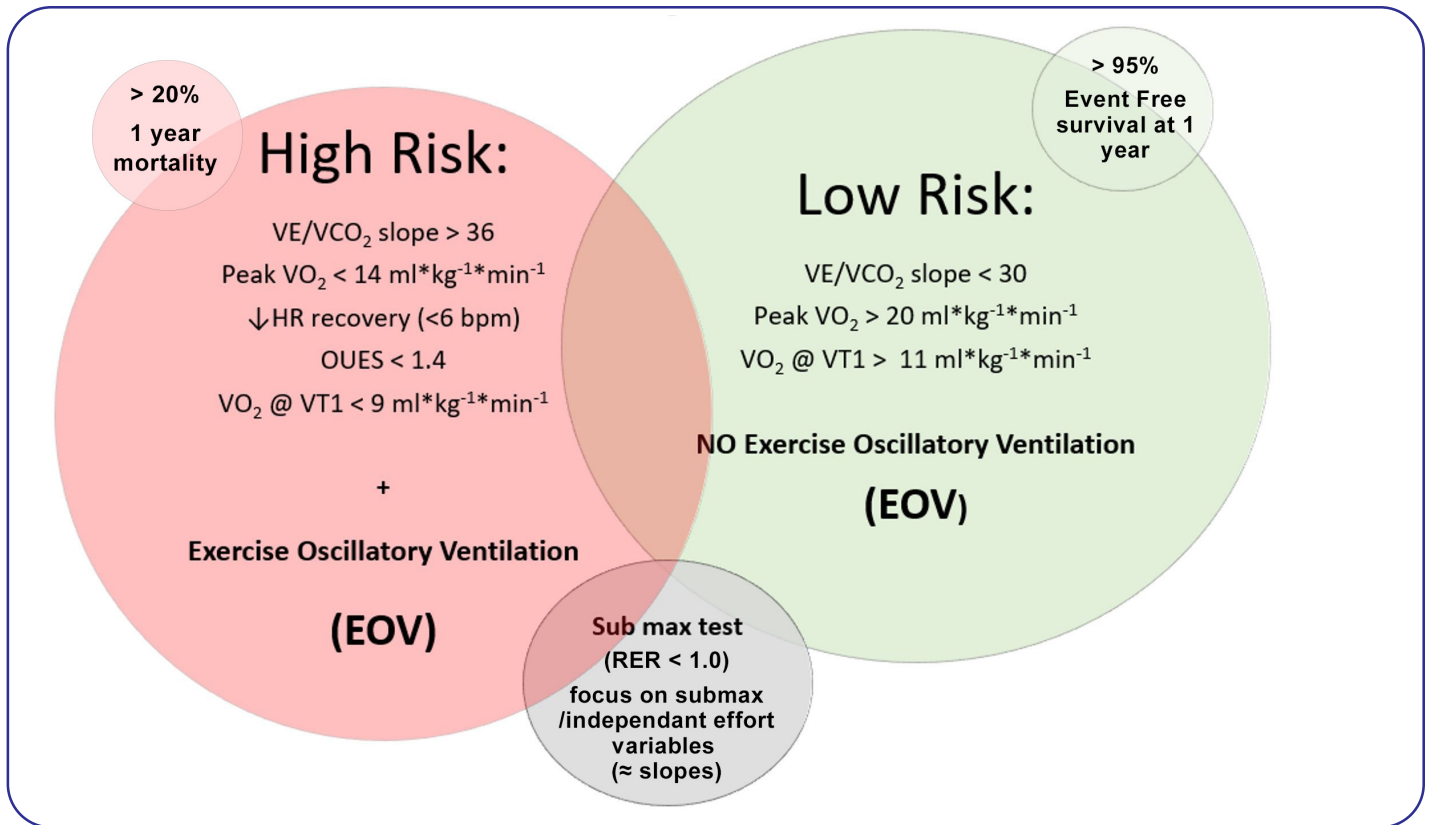 > 20%
1 year
mortality
High Risk:
VE/VCO₂ slope > 36
Peak VO₂ < 14 ml*kg⁻¹*min⁻¹
↓HR recovery (<6 bpm)
OUES < 1.4
VO₂ @ VT1 < 9 ml*kg⁻¹*min⁻¹
+
Exercise Oscillatory Ventilation
(EOV)
> 95%
Event Free
survival at 1
year
Low Risk:
VE/VCO₂ slope < 30
Peak VO₂ > 20 ml*kg⁻¹*min⁻¹
VO₂ @ VT1 > 11 ml*kg⁻¹*min⁻¹
NO Exercise Oscillatory Ventilation
(EOV)
Sub max test
(RER < 1.0)
focus on submax
/independant effort
variables
(≈ slopes)